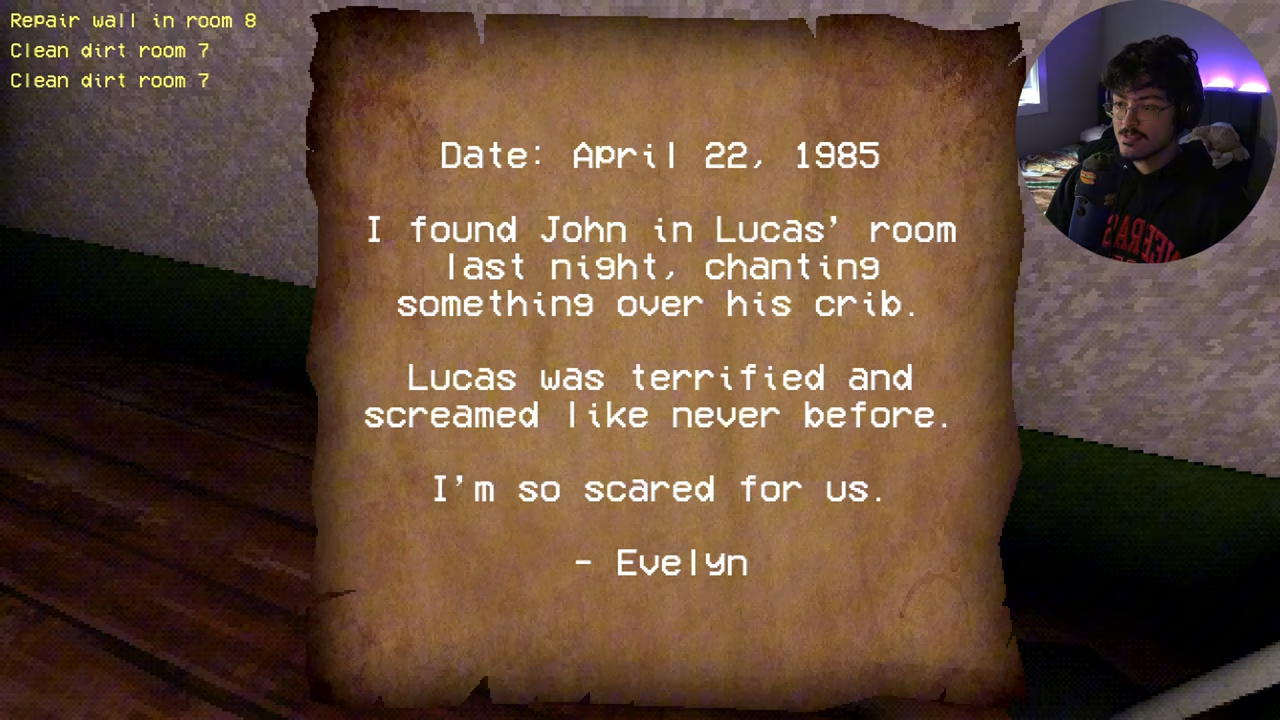 Repair wall in room 8
Clean dirt room 7
Clean dirt room 7
Date: April 22, 1985
I found John in Lucas' room
last night, chanting
something over his crib.
Lucas was terrified and
screamed like never before.
I'm so scared for us.
- Evelyn